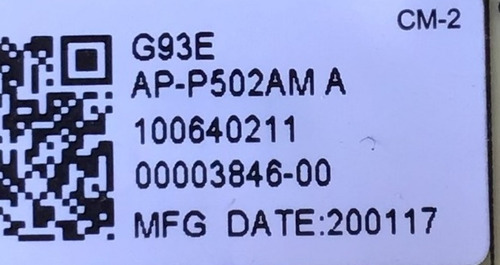 CM-2
G93E
AP-P502AM A
100640211
00003846-00
MFG DATE:200117